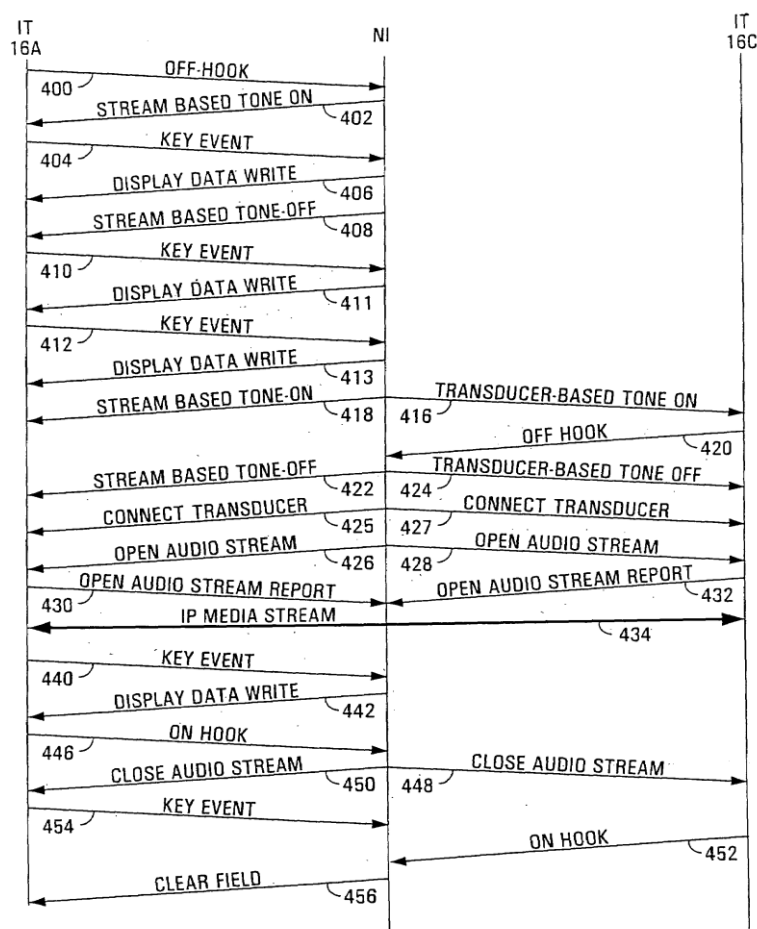 IT
16A
NI
IT
16C
OFF-HOOK
400
STREAM BASED TONE ON
402
KEY EVENT
404
DISPLAY DATA WRITE
406
STREAM BASED TONE-OFF
408
KEY EVENT
410
DISPLAY DATA WRITE
411
KEY EVENT
412
DISPLAY DATA WRITE
413
STREAM BASED TONE-ON
418
TRANSDUCER-BASED TONE ON
416
OFF HOOK
420
STREAM BASED TONE-OFF
422
TRANSDUCER-BASED TONE OFF
424
CONNECT TRANSDUCER
425
CONNECT TRANSDUCER
427
OPEN AUDIO STREAM
426
OPEN AUDIO STREAM
428
OPEN AUDIO STREAM REPORT
430
OPEN AUDIO STREAM REPORT
432
IP MEDIA STREAM
434
KEY EVENT
440
DISPLAY DATA WRITE
442
ON HOOK
446
CLOSE AUDIO STREAM
450
CLOSE AUDIO STREAM
448
KEY EVENT
454
ON HOOK
452
CLEAR FIELD
456